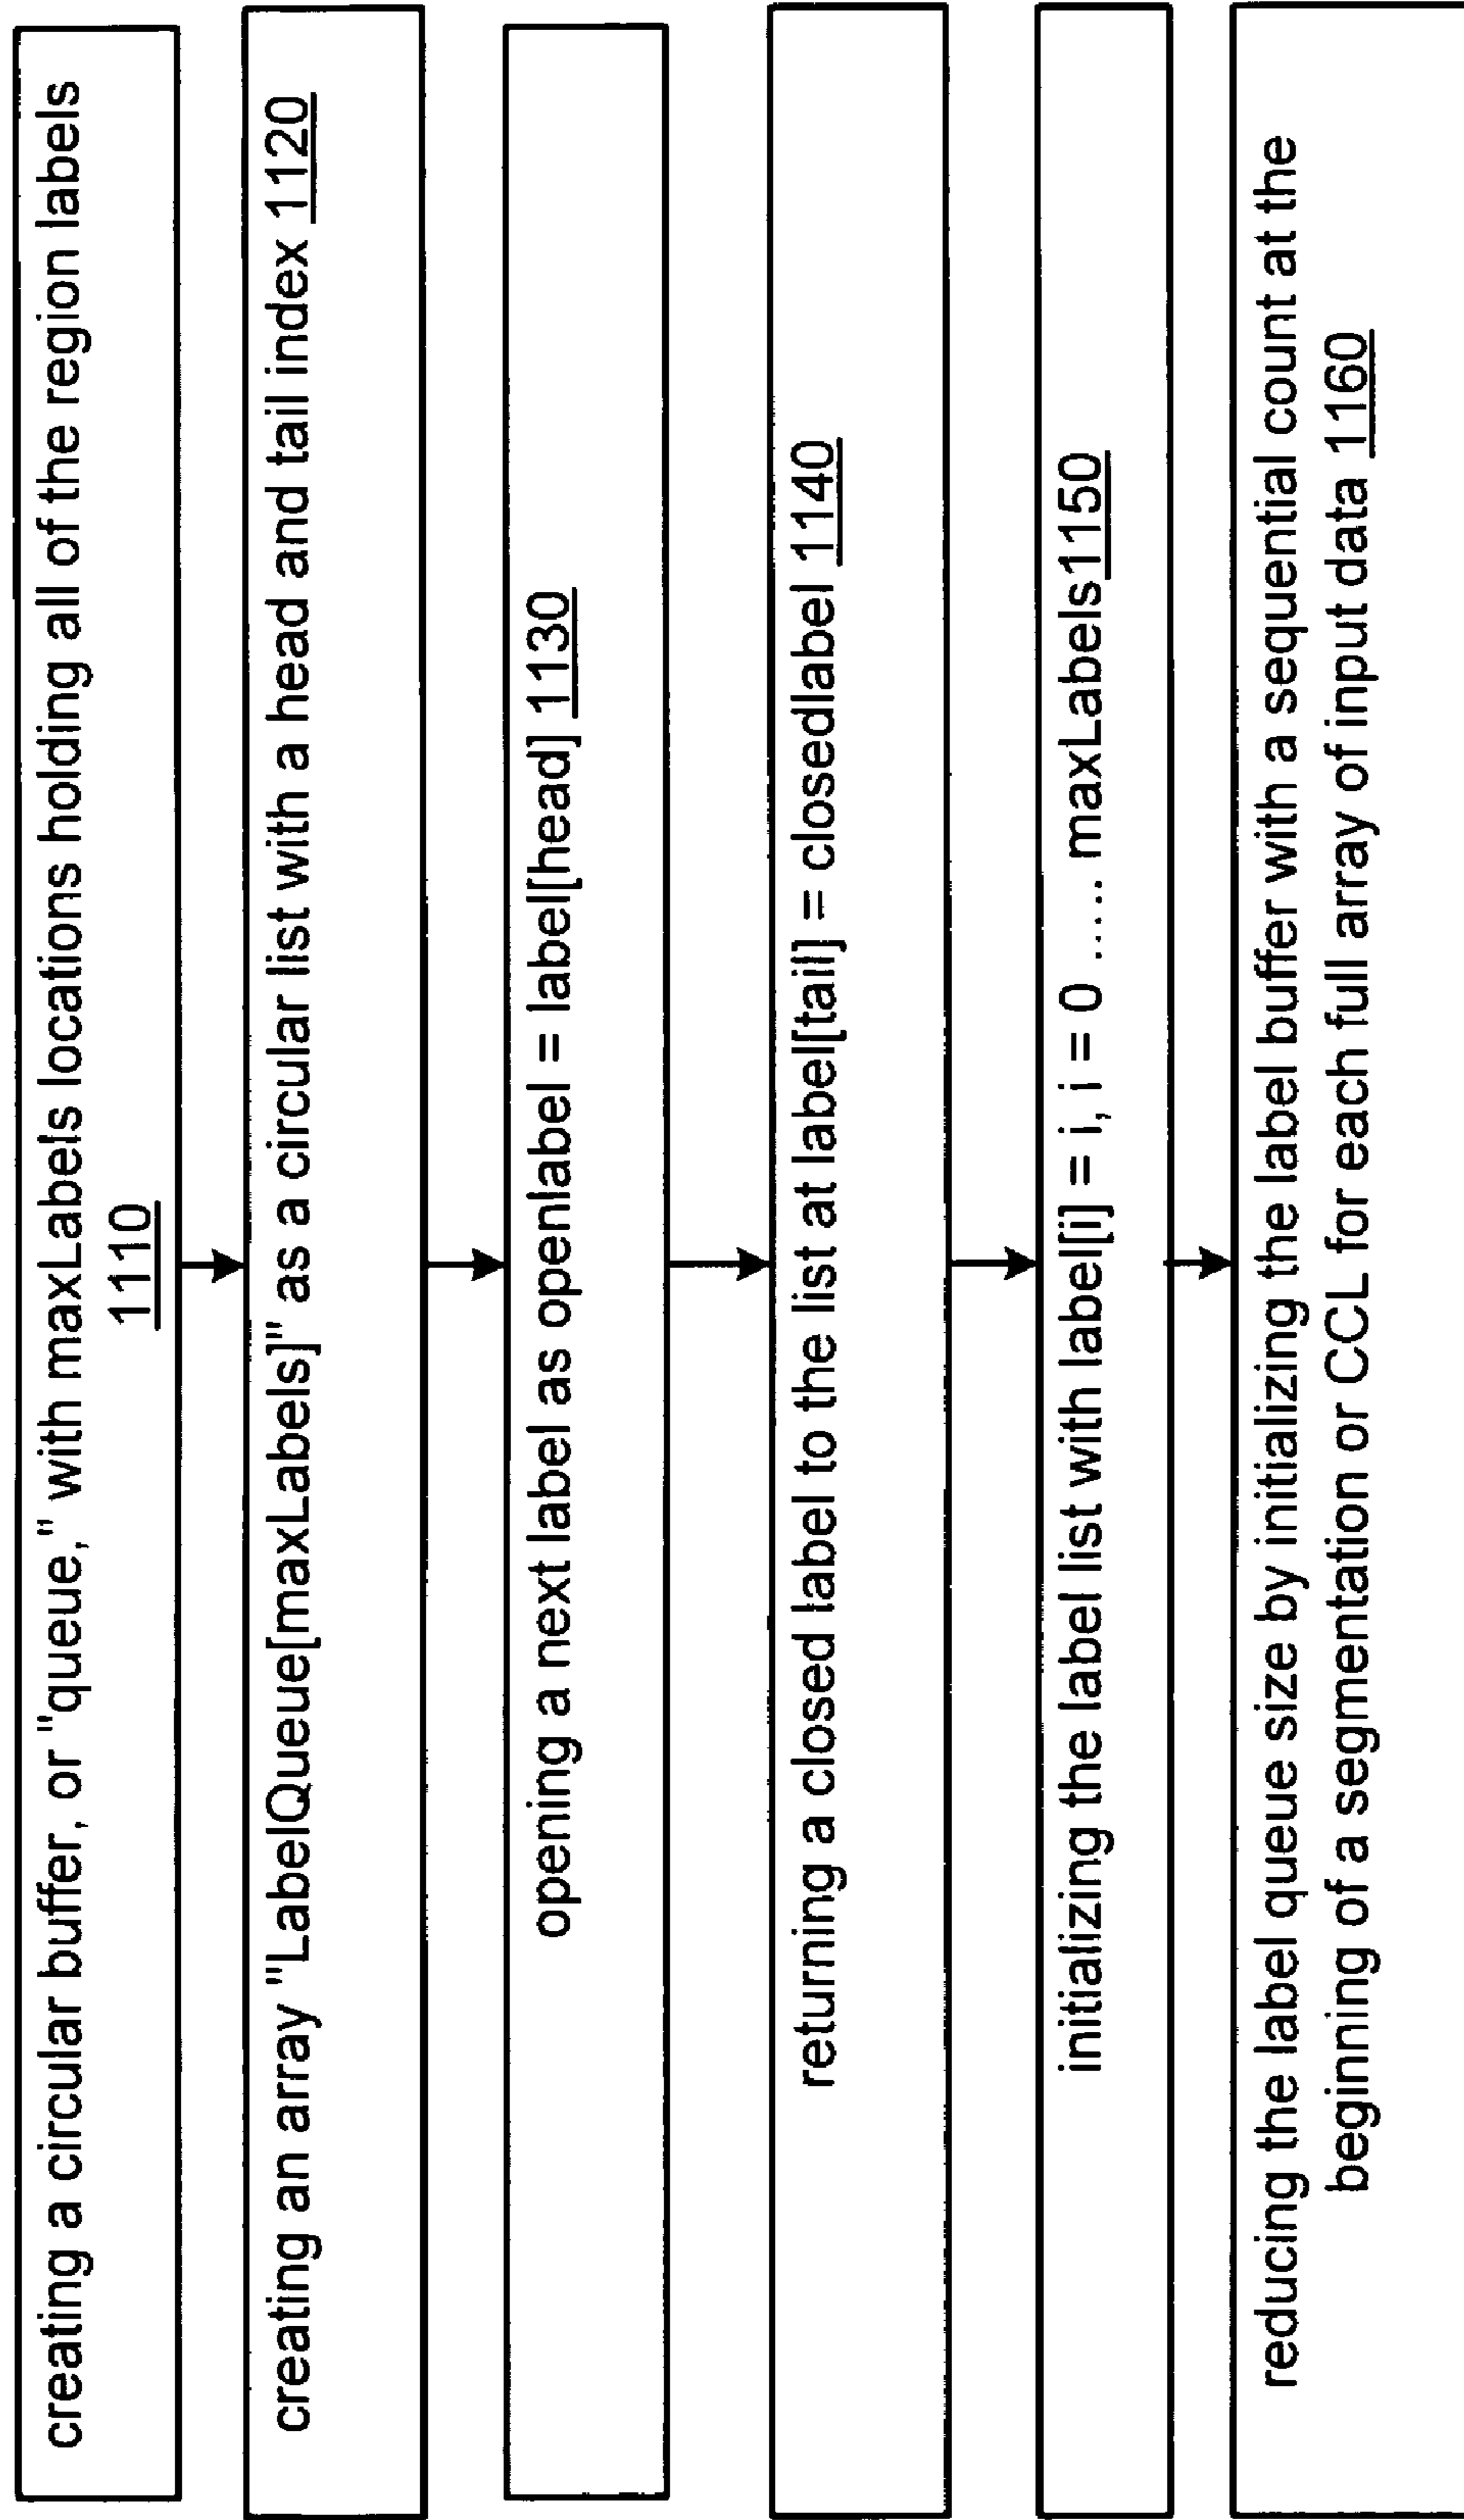 creating a circular buffer, or "queue," with maxLabels locations holding all of the region labels
1110
creating an array "LabelQueue[maxLabels]" as a circular list with a head and tail index 1120
opening a next label as openlabel = label[head] 1130
returning a closed label to the list at label[tail] = closedlabel 1140
initializing the label list with label[i] = i, i = 0 ..... maxLabels1150
reducing the label queue size by initializing the label buffer with a sequential count at the
beginning of a segmentation or CCL for each full array of input data 1160